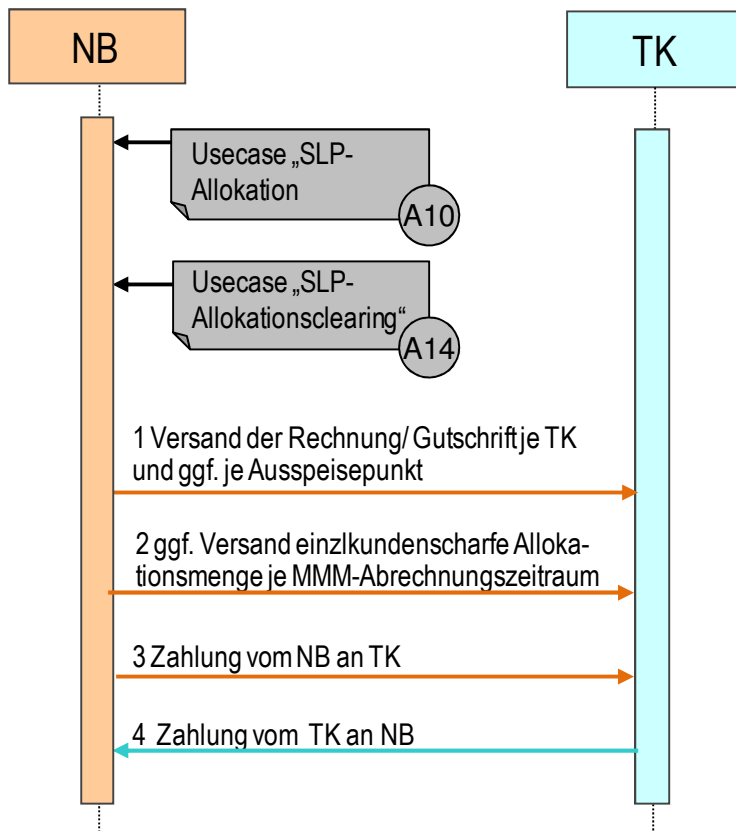 NB
TK
Usecase „SLP-
Allokation
A10
Usecase „SLP-
Allokationsclearing“
A14
1 Versand der Rechnung/ Gutschrift je TK
und ggf. je Ausspeisepunkt
2 ggf. Versand einzlkundenscharfe Alloka-
tionsmenge je MMM-Abrechnungszeitraum
3 Zahlung vom NB an TK
4 Zahlung vom TK an NB